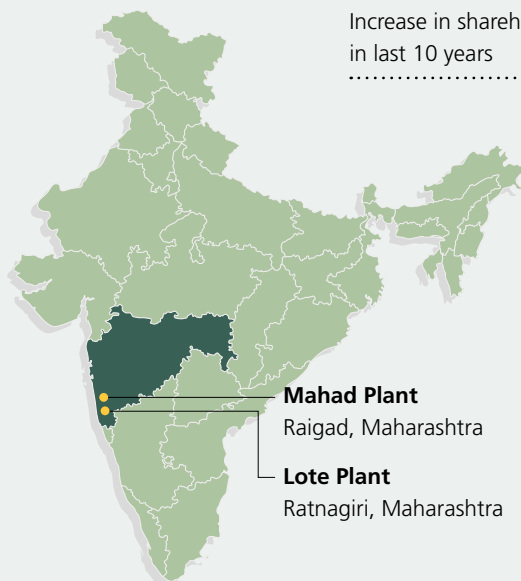 Increase in shareh
in last 10 years
Mahad Plant
Raigad, Maharashtra
Lote Plant
Ratnagiri, Maharashtra